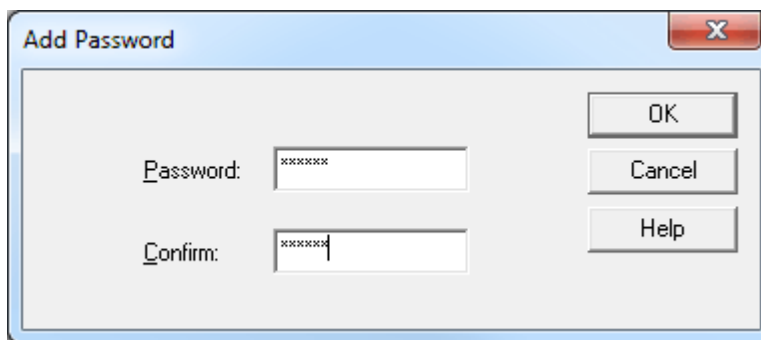 Add Password
OK
Password: ******
Cancel
Help
Confirm: ******